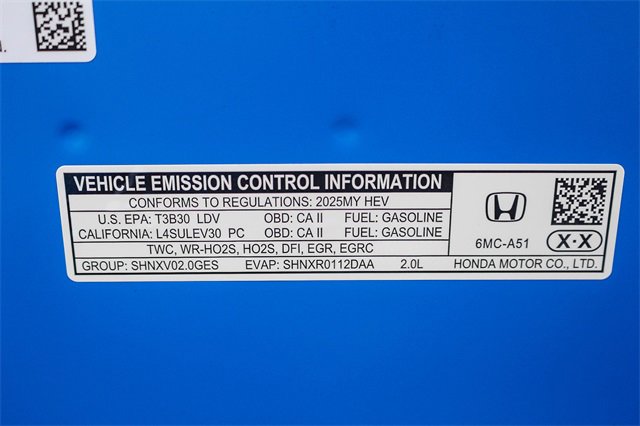 VEHICLE EMISSION CONTROL INFORMATION
CONFORMS TO REGULATIONS: 2025MY HEV
U.S. EPA: T3B30 LDV OBD: CA II FUEL: GASOLINE
CALIFORNIA: L4SULEV30 PC OBD: CA II FUEL: GASOLINE
TWC, WR-HO2S, HO2S, DFI, EGR, EGRC
GROUP: SHNXV02.0GES EVAP: SHNXR0112DAA 2.0L
6MC-A51
X·X
HONDA MOTOR CO., LTD.